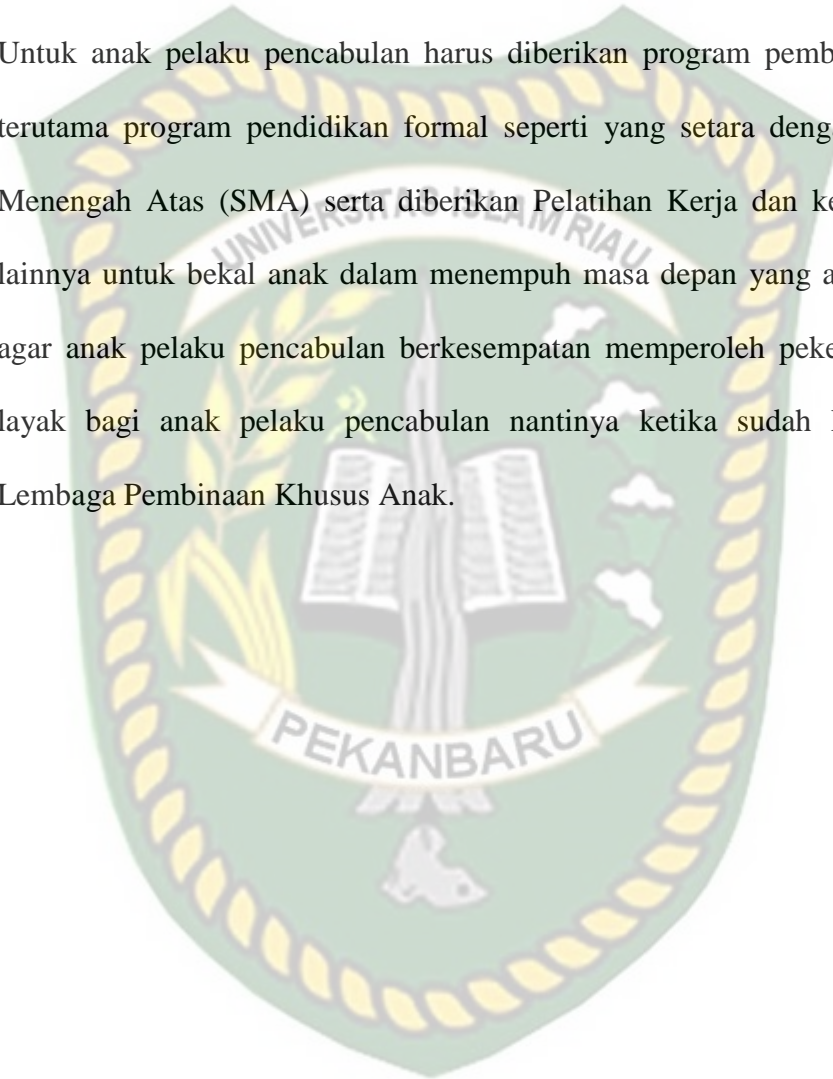 Untuk anak pelaku pencabulan harus diberikan program pemb
terutama program pendidikan formal seperti yang setara denga
Menengah Atas (SMA) serta diberikan Pelatihan Kerja dan ke
UNIVERSITAS ISLAM RIAU
lainnya untuk bekal anak dalam menempuh masa depan yang a
agar anak pelaku pencabulan berkesempatan memperoleh peke
layak bagi anak pelaku pencabulan nantinya ketika sudah
Lembaga Pembinaan Khusus Anak.
PEKANBARU